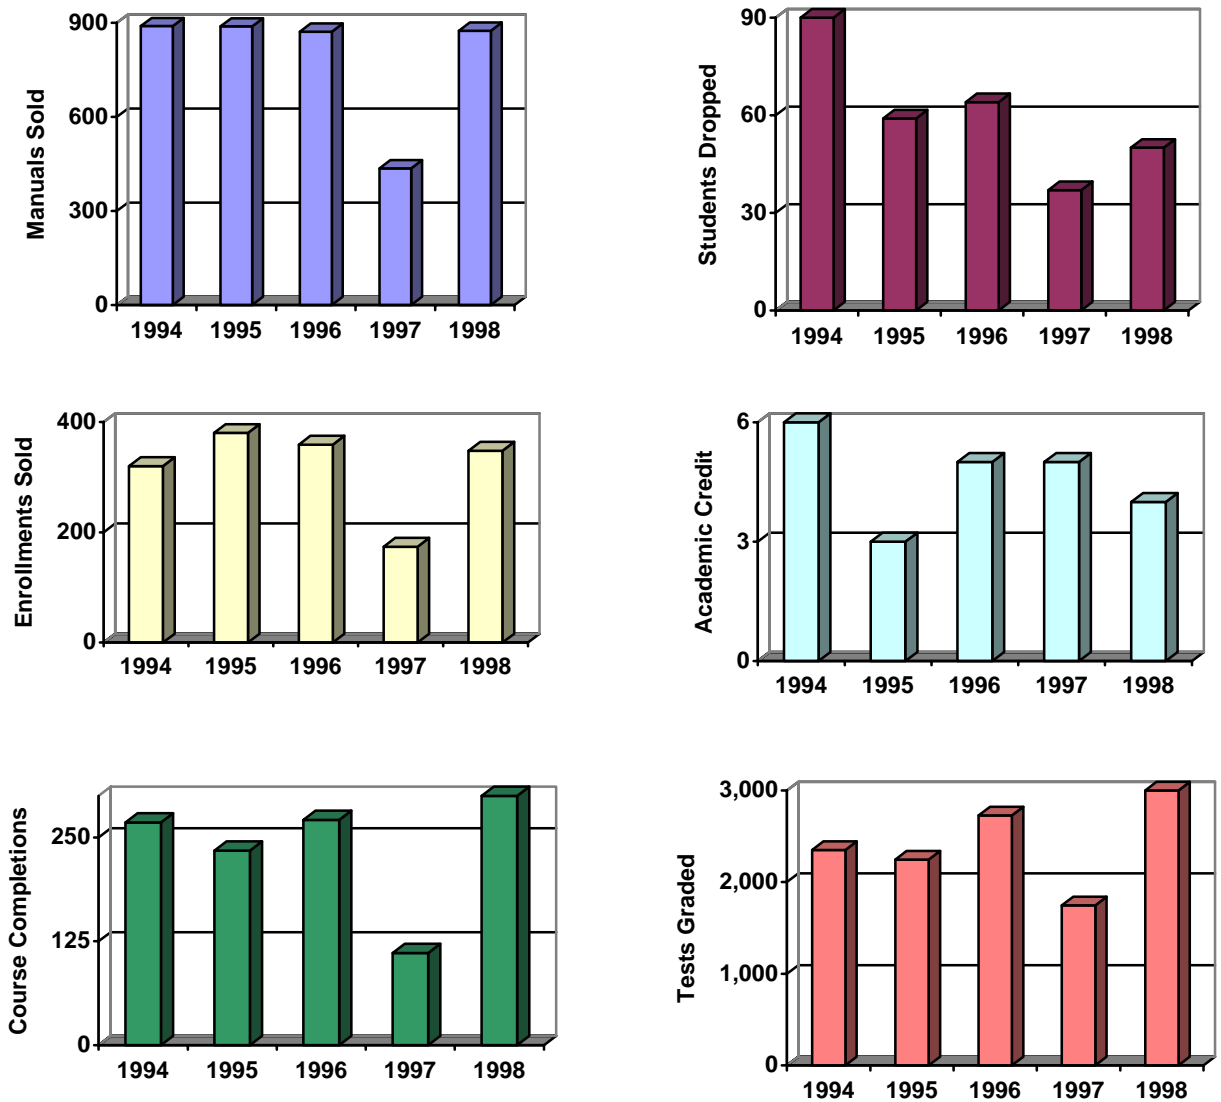 Manuals Sold
900
600
300
0
1994 1995 1996 1997 1998
Students Dropped
90
60
30
0
1994 1995 1996 1997 1998
Enrollments Sold
400
200
0
1994 1995 1996 1997 1998
Academic Credit
6
3
0
1994 1995 1996 1997 1998
Course Completions
250
125
0
1994 1995 1996 1997 1998
Tests Graded
3,000
2,000
1,000
0
1994 1995 1996 1997 1998